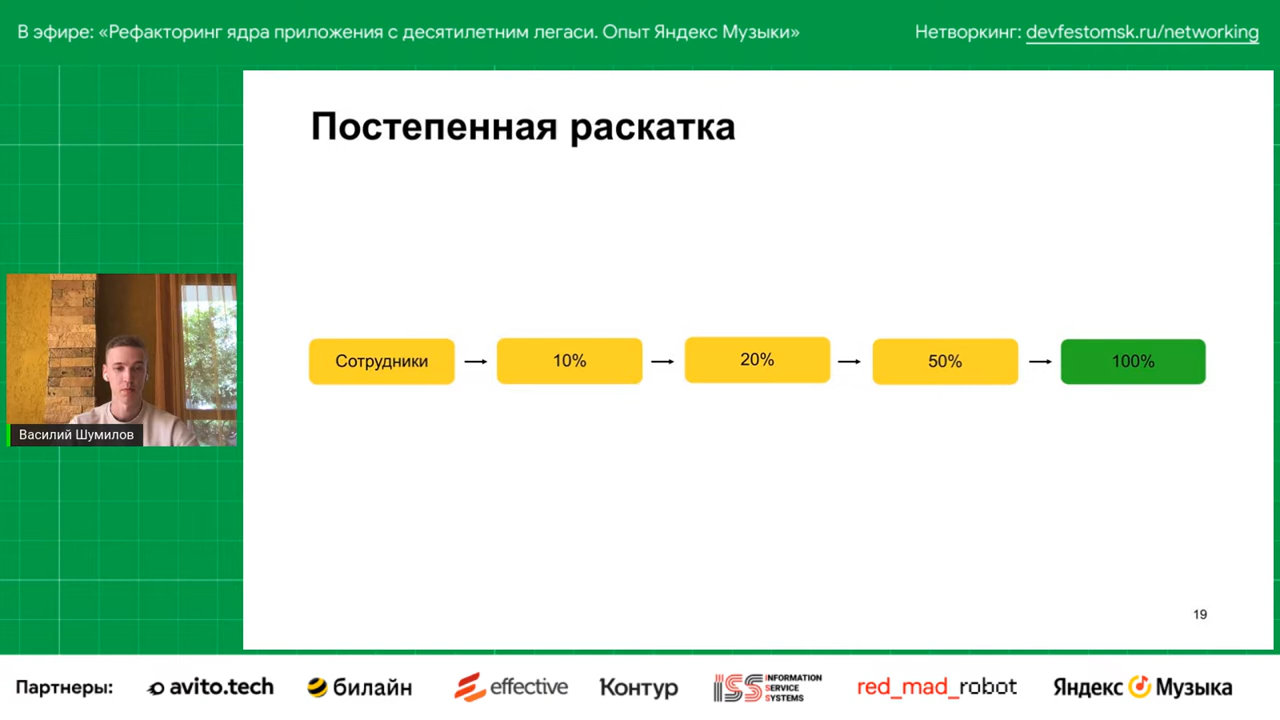 В эфире: «Рефакторинг ядра приложения с десятилетним легаси. Опыт Яндекс Музыки»
Нетворкинг: devfestomsk.ru/networking
Постепенная раскатка
Сотрудники
10%
20%
50%
100%
Василий Шумилов
19
Партнеры:
avito.tech
билайн
effective
Контур
ISS INFORMATION
SERVICE
SYSTEMS
red_mad_robot
Яндекс Музыка